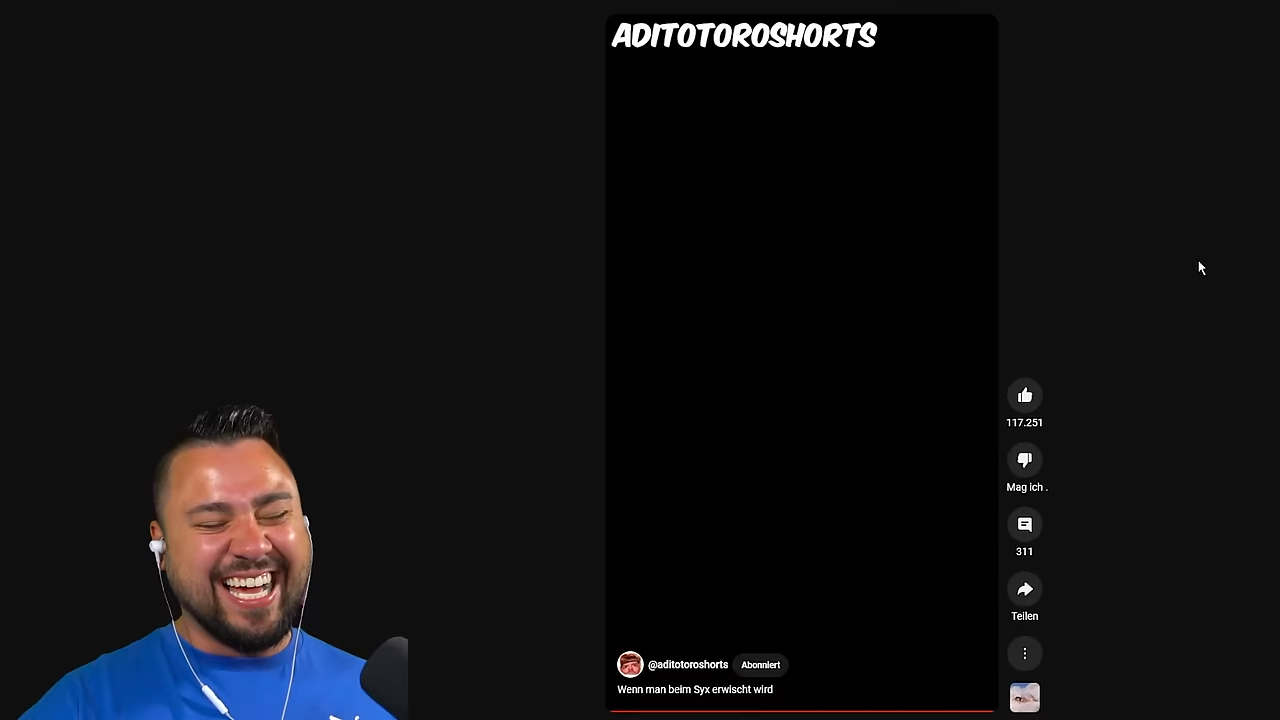 ADITOTOROSHORTS
117.251
Mag ich .
311
Teilen
@aditotoroshorts Abonniert
Wenn man beim Syx erwischt wird